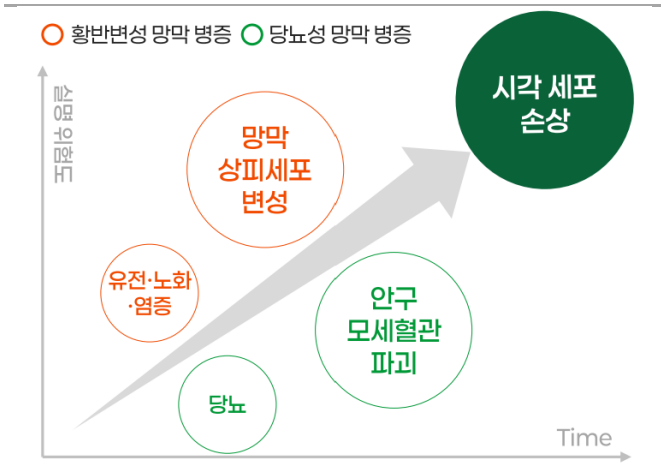 황반변성 망막 병증 당뇨성 망막 병증
실명 위험도
시각 세포
손상
망막
상피세포
변성
유전·노화
·염증
안구
모세혈관
파괴
당뇨
Time